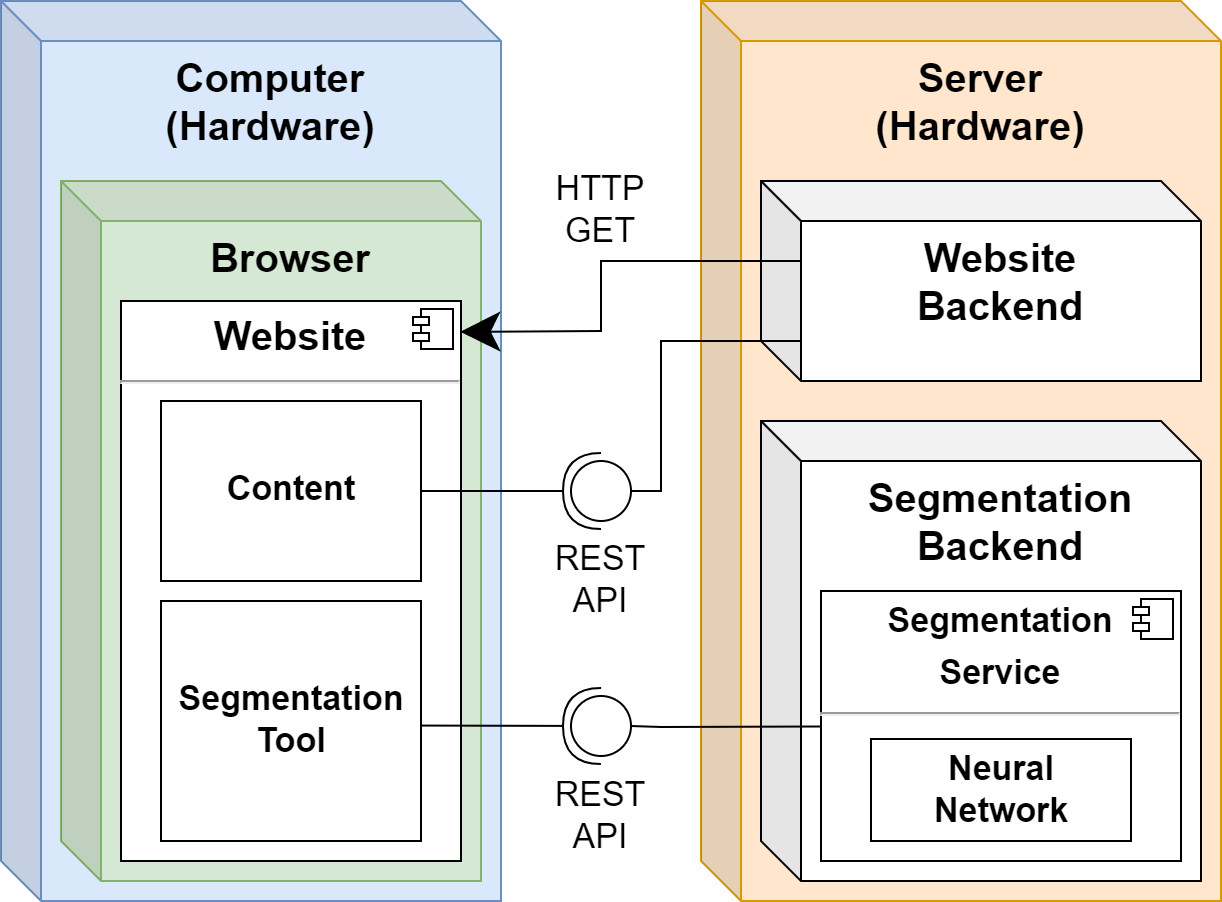 Computer
(Hardware)
Server
(Hardware)
HTTP
GET
Browser
Website
Backend
Website
Content
REST
API
Segmentation
Backend
Segmentation
Service
Segmentation
Tool
Neural
Network
REST
API